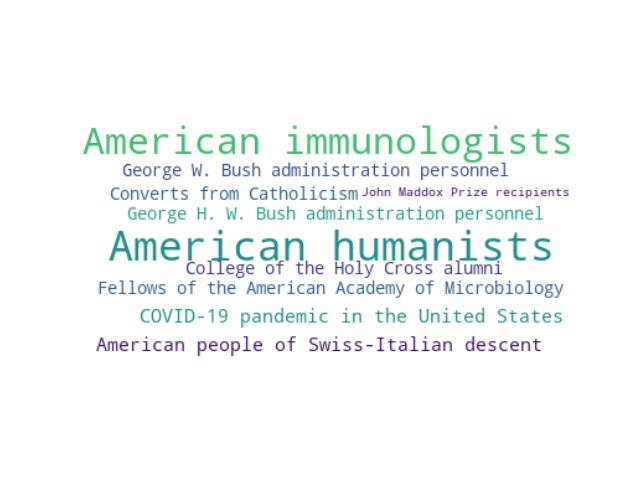 American immunologists
George W. Bush administration personnel
Converts from Catholicism John Maddox Prize recipients
George H. W. Bush administration personnel
American humanists
College of the Holy Cross alumni
Fellows of the American Academy of Microbiology
COVID-19 pandemic in the United States
American people of Swiss-Italian descent